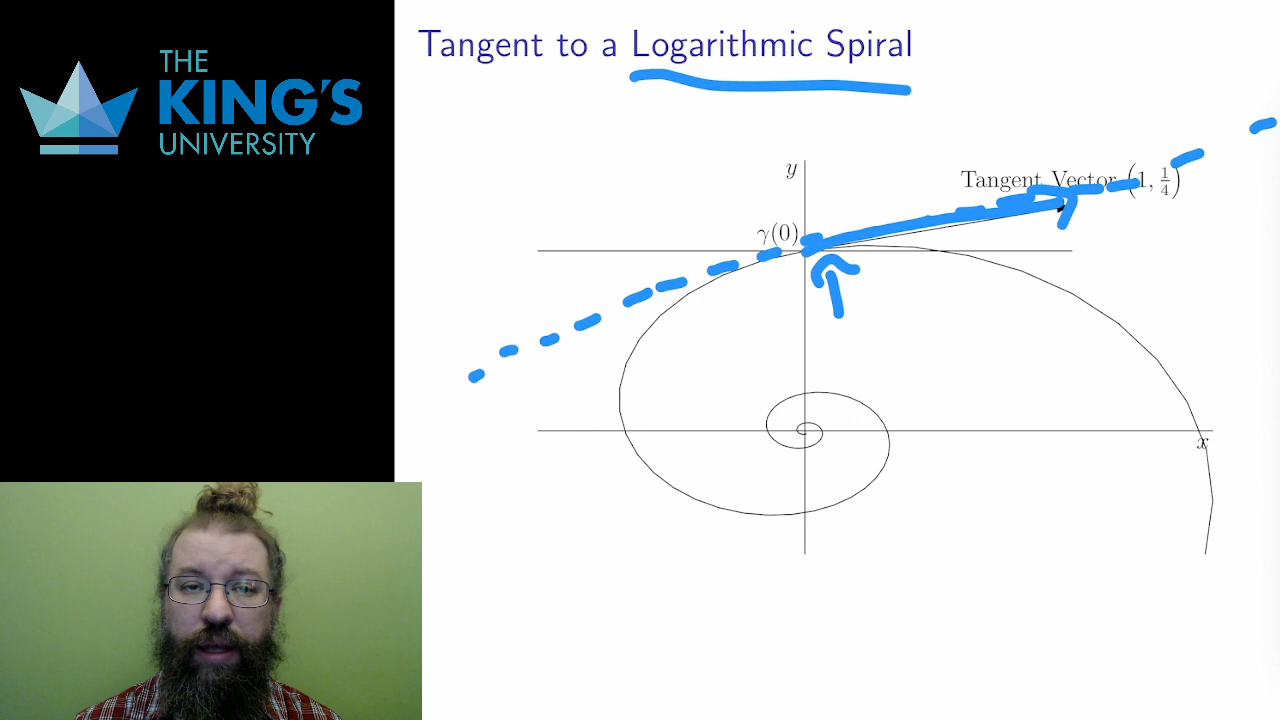 THE
KING'S
UNIVERSITY
Tangent to a Logarithmic Spiral
y
Tangent Vector (1, 1/4)
γ(0)
x